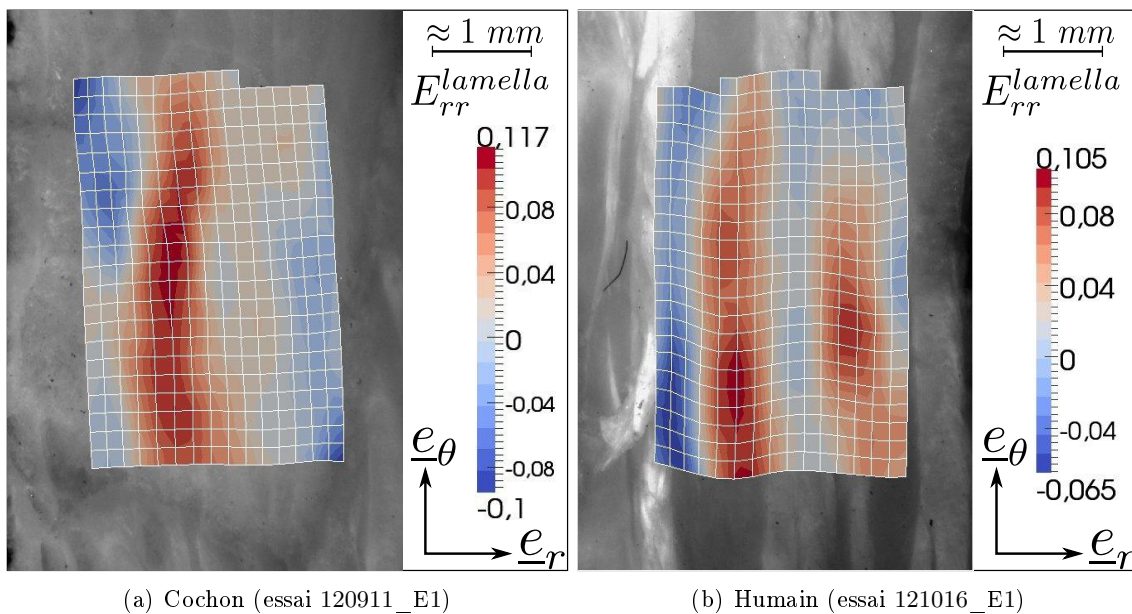 ≈ 1 mm
E_rr^lamella
0,117
0,08
0,04
0
-0,04
-0,08
-0,1
e_θ
e_r
(a) Cochon (essai 120911_E1)
≈ 1 mm
E_rr^lamella
0,105
0,08
0,04
0
-0,04
-0,065
e_θ
e_r
(b) Humain (essai 121016_E1)